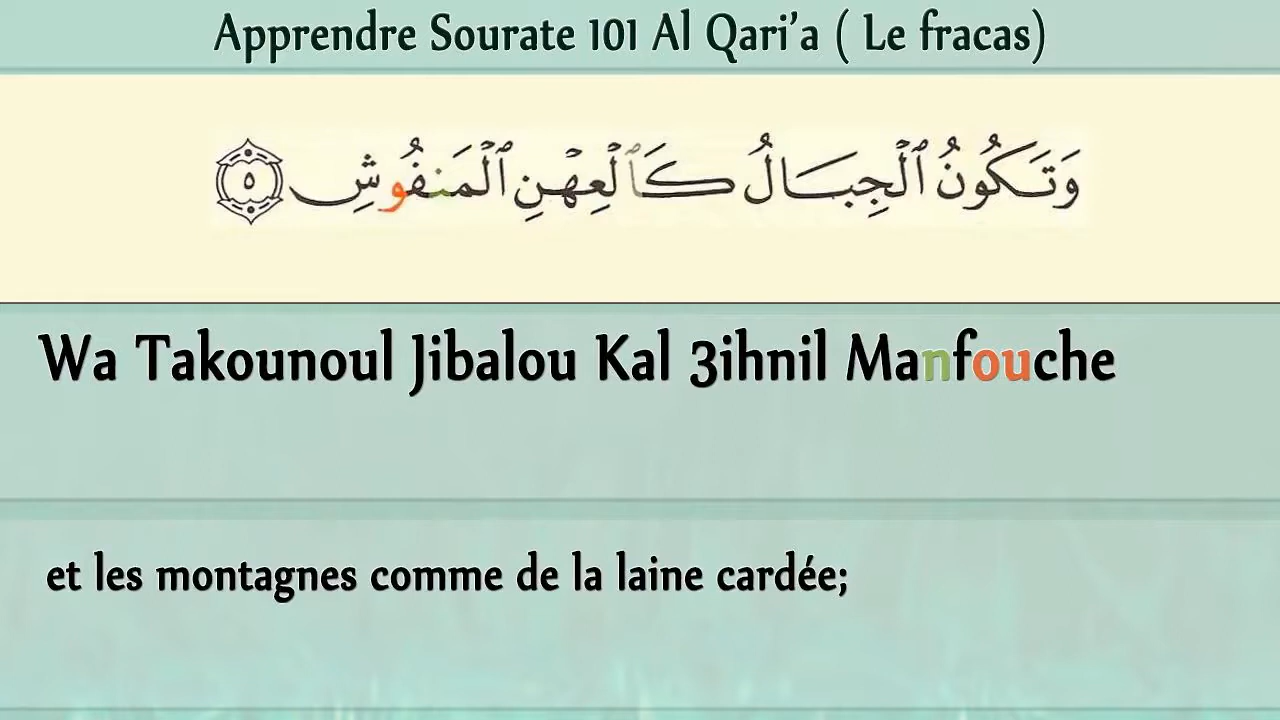 Apprendre Sourate 101 Al Qari'a ( Le fracas)
وَتَكُونُ ٱلْجِبَالُ كَٱلْعِهْنِ ٱلْمَنفُوشِ ٥
Wa Takounoul Jibalou Kal 3ihnil Manfouche
et les montagnes comme de la laine cardée;